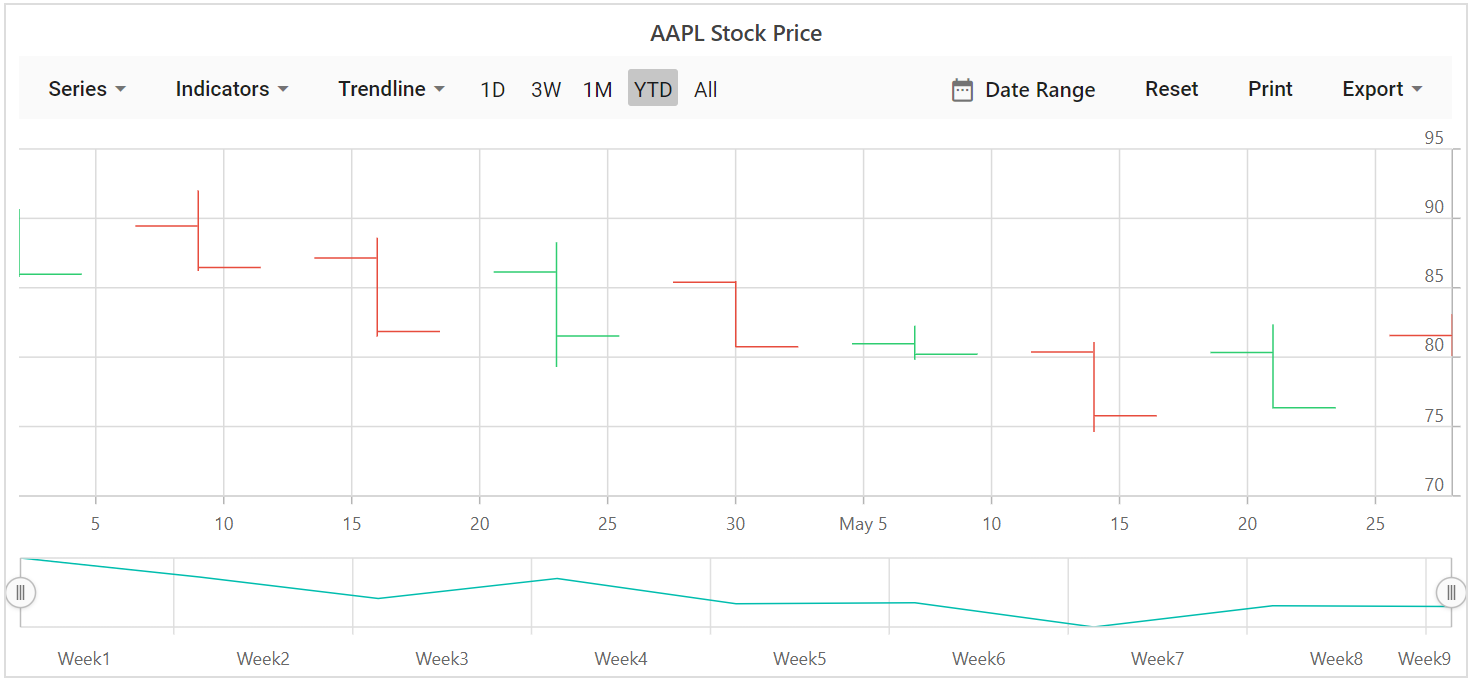 AAPL Stock Price
Series Indicators Trendline 1D 3W 1M YTD All Date Range Reset Print Export
95
90
85
80
75
70
5 10 15 20 25 30 May 5 10 15 20 25
Week1 Week2 Week3 Week4 Week5 Week6 Week7 Week8 Week9